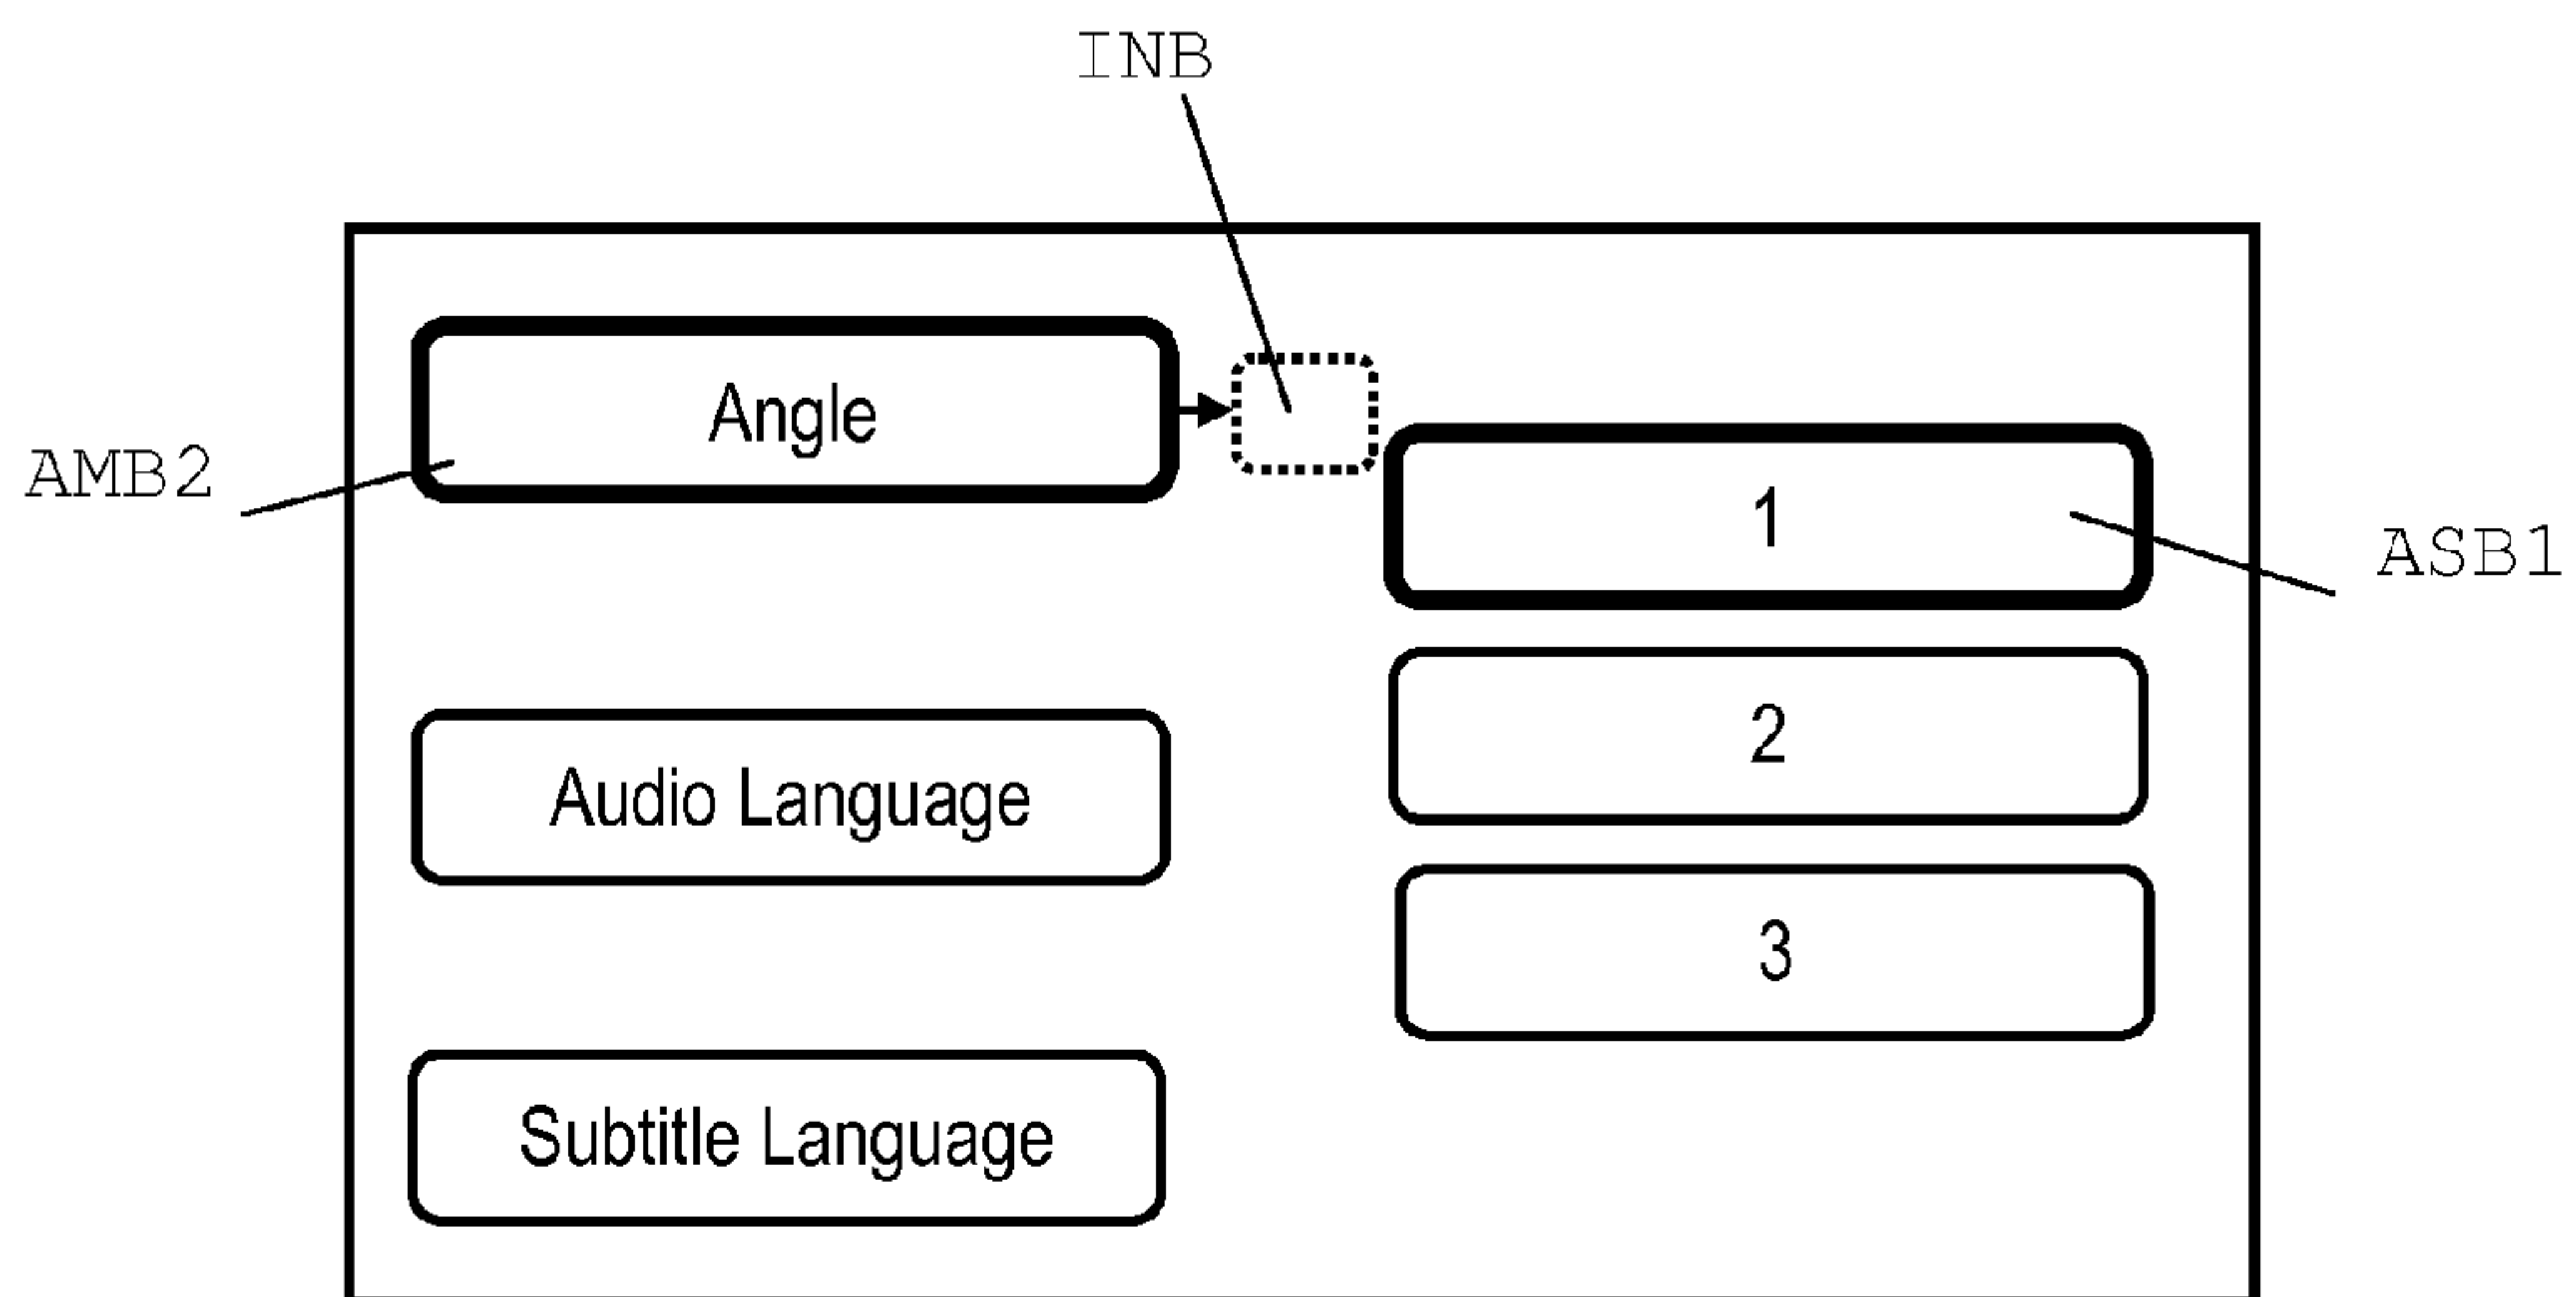 INB
Angle
AMB2
1
ASB1
2
Audio Language
3
Subtitle Language